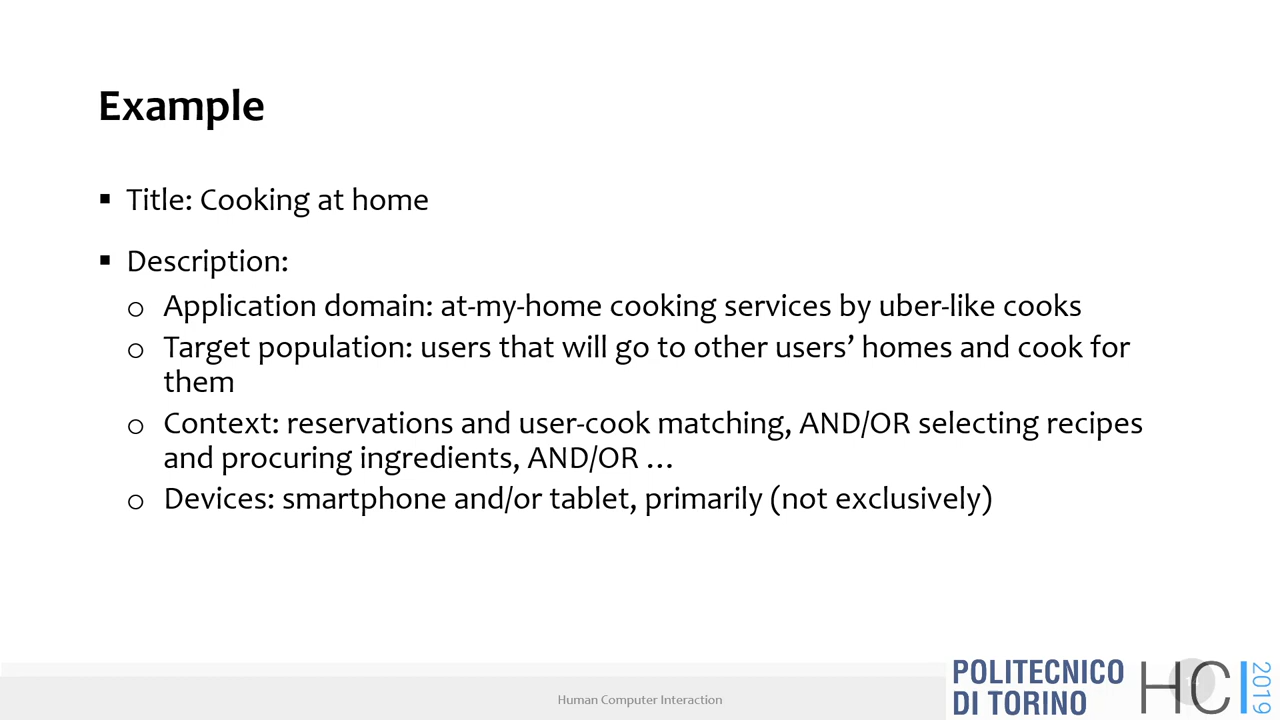 Example
▪ Title: Cooking at home
▪ Description:
o Application domain: at-my-home cooking services by uber-like cooks
o Target population: users that will go to other users’ homes and cook for
them
o Context: reservations and user-cook matching, AND/OR selecting recipes
and procuring ingredients, AND/OR …
o Devices: smartphone and/or tablet, primarily (not exclusively)
Human Computer Interaction
POLITECNICO
DI TORINO
HCI
2019